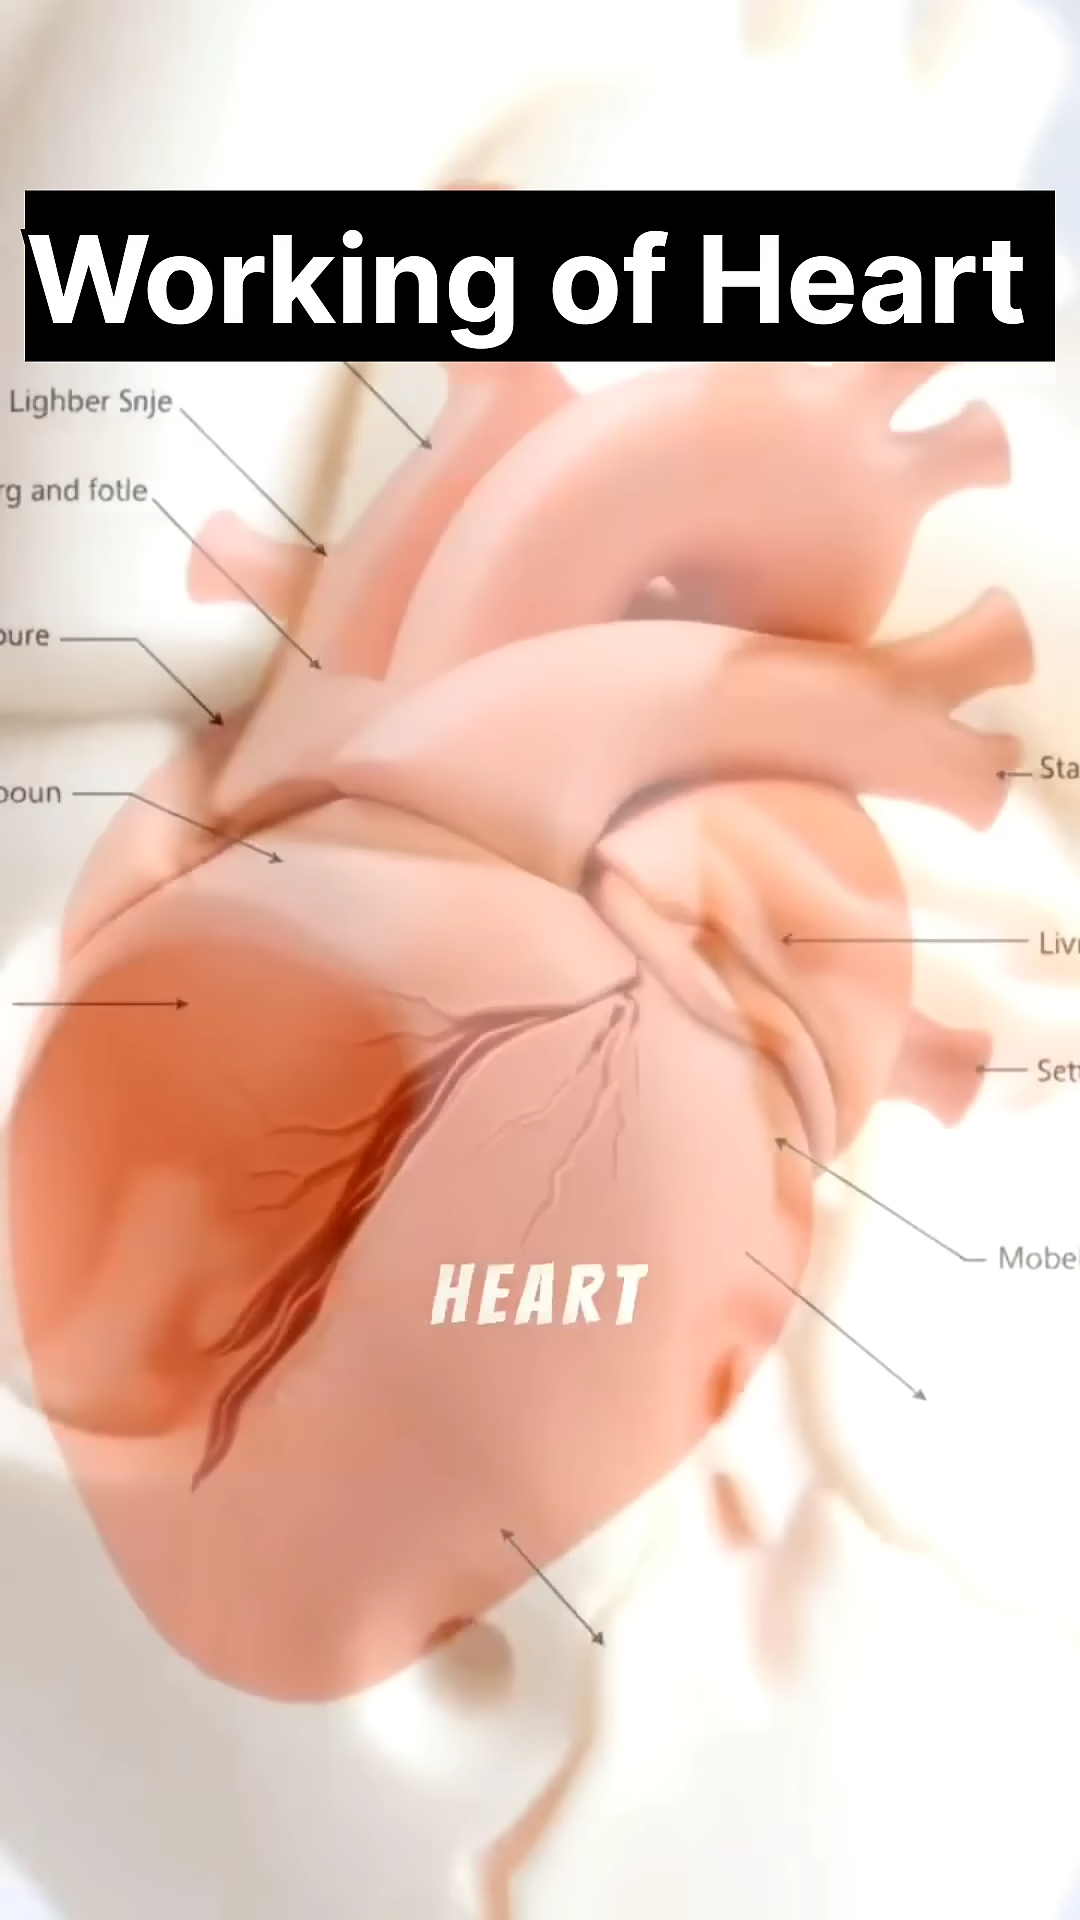 Working of Heart
Lighber Snje
rg and fotle
oure
Sta
ooun
Liv
Set
Mobel
HEART